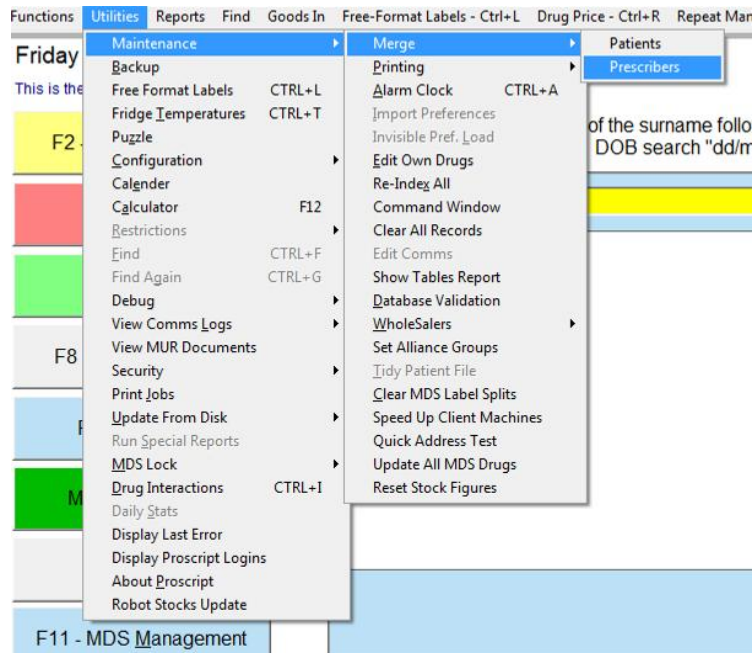 Functions Utilities Reports Find Goods In Free-Format Labels - Ctrl+L Drug Price - Ctrl+R Repeat Man
Friday
This is the
F2 -
F8
F11 - MDS Management
Maintenance
Backup
Free Format Labels CTRL+L
Fridge Temperatures CTRL+T
Puzzle
Configuration
Calender
Calculator F12
Restrictions
Find CTRL+F
Find Again CTRL+G
Debug
View Comms Logs
View MUR Documents
Security
Print Jobs
Update From Disk
Run Special Reports
MDS Lock
Drug Interactions CTRL+I
Daily Stats
Display Last Error
Display Proscript Logins
About Proscript
Robot Stocks Update
Merge
Printing
Alarm Clock CTRL+A
Import Preferences
Invisible Pref. Load
Edit Own Drugs
Re-Index All
Command Window
Clear All Records
Edit Comms
Show Tables Report
Database Validation
WholeSalers
Set Alliance Groups
Tidy Patient File
Clear MDS Label Splits
Speed Up Client Machines
Quick Address Test
Update All MDS Drugs
Reset Stock Figures
Patients
Prescribers
of the surname follo
DOB search "dd/m